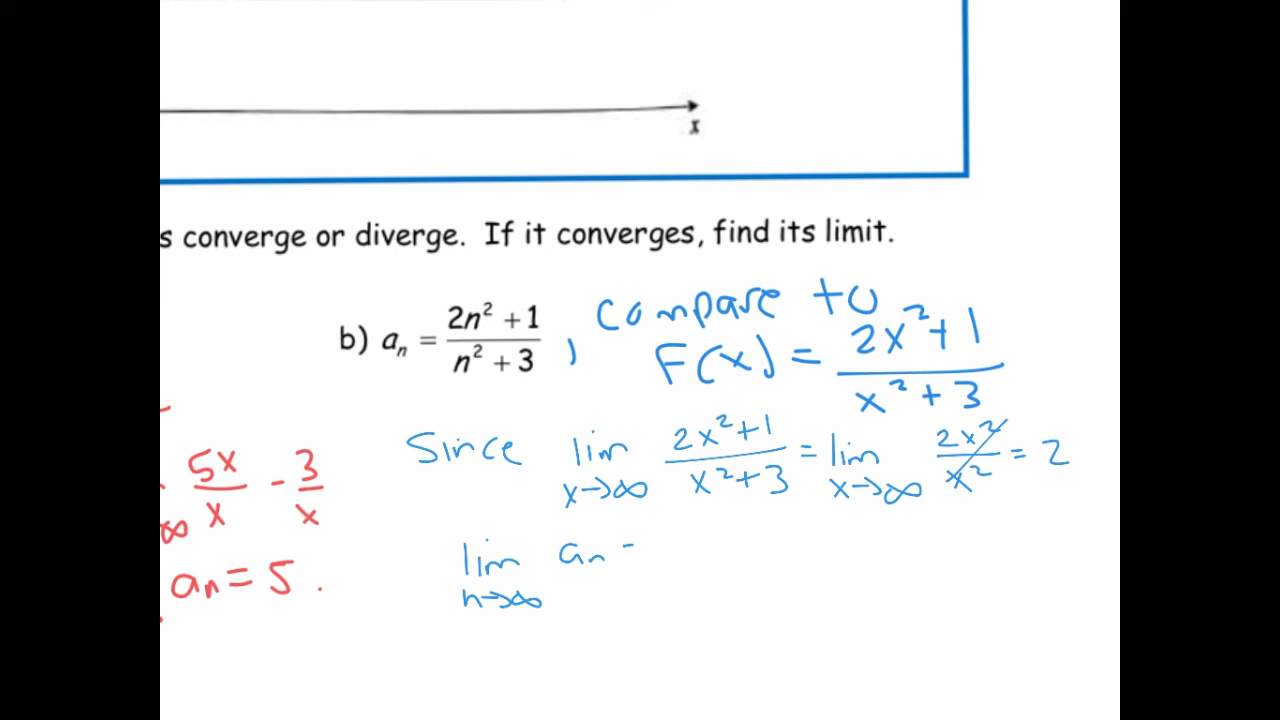 x
s converge or diverge. If it converges, find its limit.
b) aₙ = (2n² + 1)/(n² + 3) , compare to
F(x) = (2x² + 1)/(x² + 3)
Since lim x→∞ (2x²+1)/(x²+3) = lim x→∞ 2x²/x² = 2
∞ 5x/x - 3/x
lim n→∞ aₙ -
aₙ = 5 .